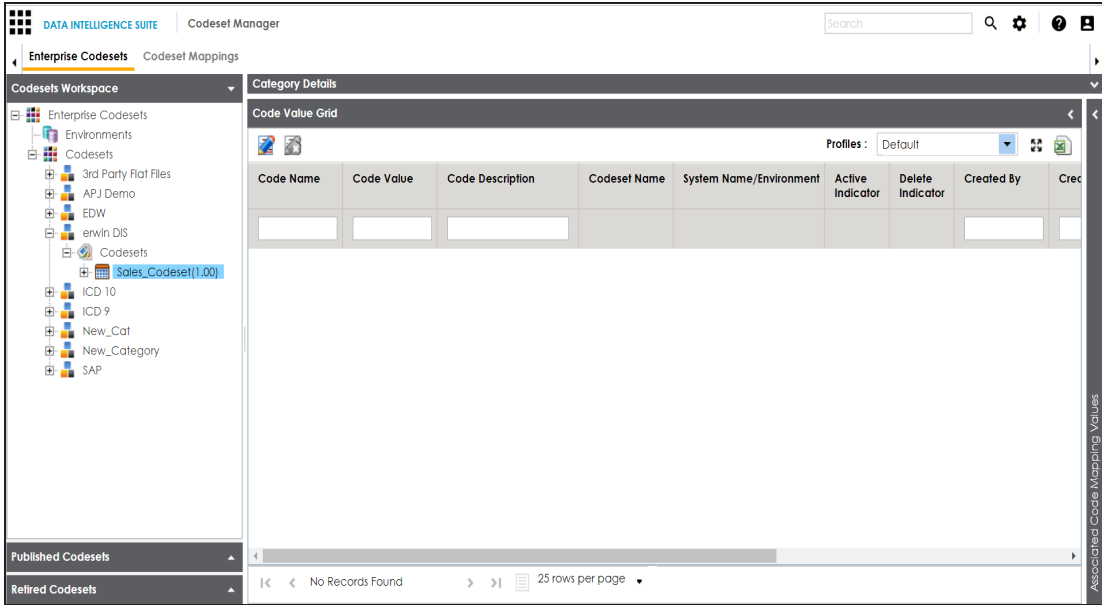 DATA INTELLIGENCE SUITE
Codeset Manager
Search
Enterprise Codesets
Codeset Mappings
Codesets Workspace
Enterprise Codesets
Environments
Codesets
3rd Party Flat Files
APJ Demo
EDW
erwin DIS
Codesets
Sales_Codeset(1.00)
ICD 10
ICD 9
New_Cat
New_Category
SAP
Published Codesets
Retired Codesets
Category Details
Code Value Grid
Profiles : Default
Code Name
Code Value
Code Description
Codeset Name
System Name/Environment
Active Indicator
Delete Indicator
Created By
Crec
No Records Found
25 rows per page
Associated Code Mapping Values